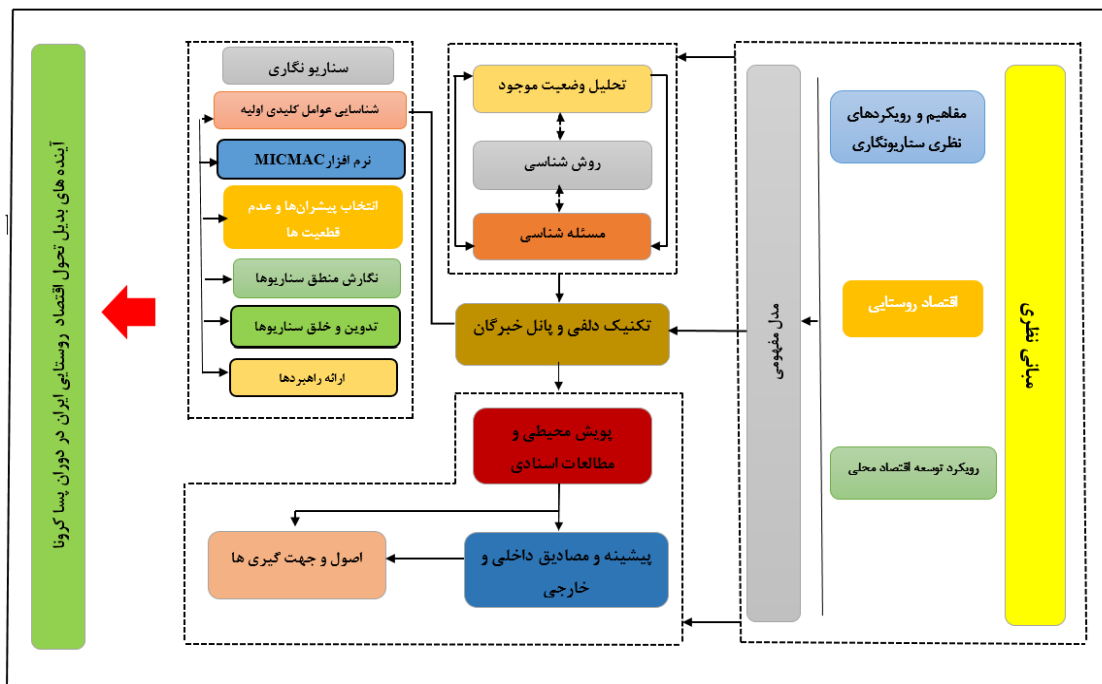 مبانی نظری
مفاهیم و رویکردهای
نظری سناریونگاری
اقتصاد روستایی
رویکرد توسعه اقتصاد محلی
مدل مفهومی
تحلیل وضعیت موجود
روش شناسی
مسئله شناسی
تکنیک دلفی و پانل خبرگان
پویش محیطی و
مطالعات اسنادی
پیشینه و مصادیق داخلی و
خارجی
اصول و جهت گیری ها
سناریو نگاری
شناسایی عوامل کلیدی اولیه
نرم افزار MICMAC
انتخاب پیشران‌ها و عدم
قطعیت ها
نگارش منطق سناریوها
تدوین و خلق سناریوها
ارائه راهبردها
آینده های بدیل تحول اقتصاد روستایی ایران در دوران پسا کرونا